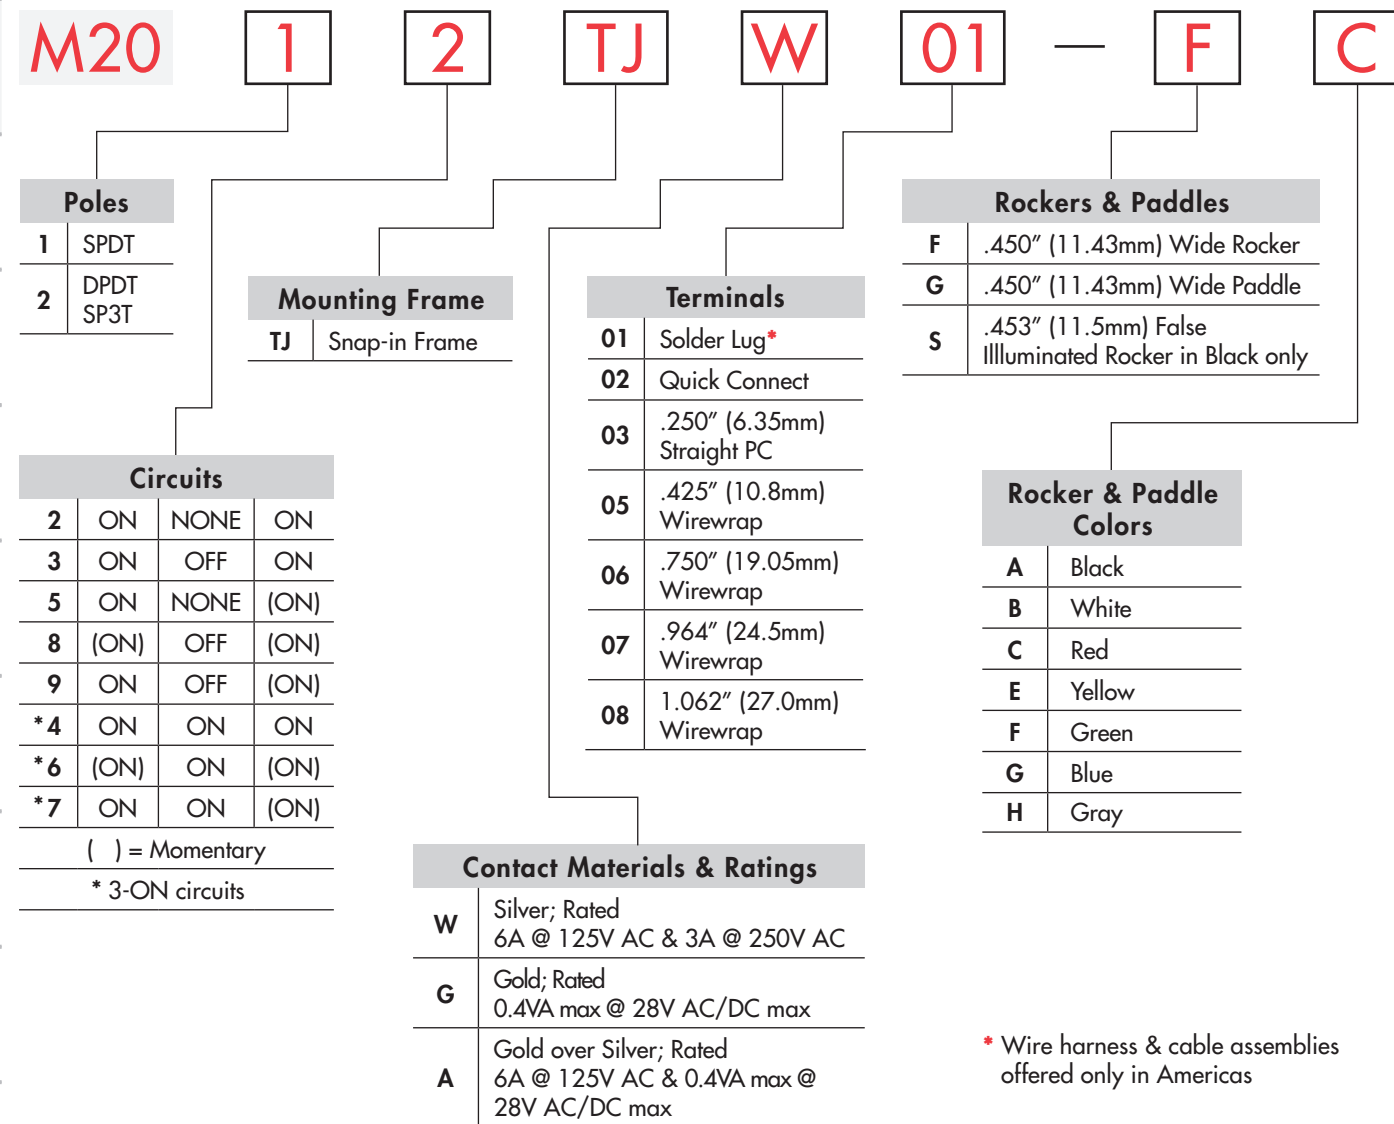 M20 1 2 TJ W 01 — F C
Poles
1 SPDT
2 DPDT
SP3T
Mounting Frame
TJ Snap-in Frame
Circuits
2 ON NONE ON
3 ON OFF ON
5 ON NONE (ON)
8 (ON) OFF (ON)
9 ON OFF (ON)
*4 ON ON ON
*6 (ON) ON (ON)
*7 ON ON (ON)
( ) = Momentary
* 3-ON circuits
Terminals
01 Solder Lug*
02 Quick Connect
03 .250” (6.35mm)
Straight PC
05 .425” (10.8mm)
Wirewrap
06 .750” (19.05mm)
Wirewrap
07 .964” (24.5mm)
Wirewrap
08 1.062” (27.0mm)
Wirewrap
Contact Materials & Ratings
W Silver; Rated
6A @ 125V AC & 3A @ 250V AC
G Gold; Rated
0.4VA max @ 28V AC/DC max
A Gold over Silver; Rated
6A @ 125V AC & 0.4VA max @
28V AC/DC max
Rockers & Paddles
F .450” (11.43mm) Wide Rocker
G .450” (11.43mm) Wide Paddle
S .453” (11.5mm) False
Illluminated Rocker in Black only
Rocker & Paddle
Colors
A Black
B White
C Red
E Yellow
F Green
G Blue
H Gray
* Wire harness & cable assemblies
offered only in Americas